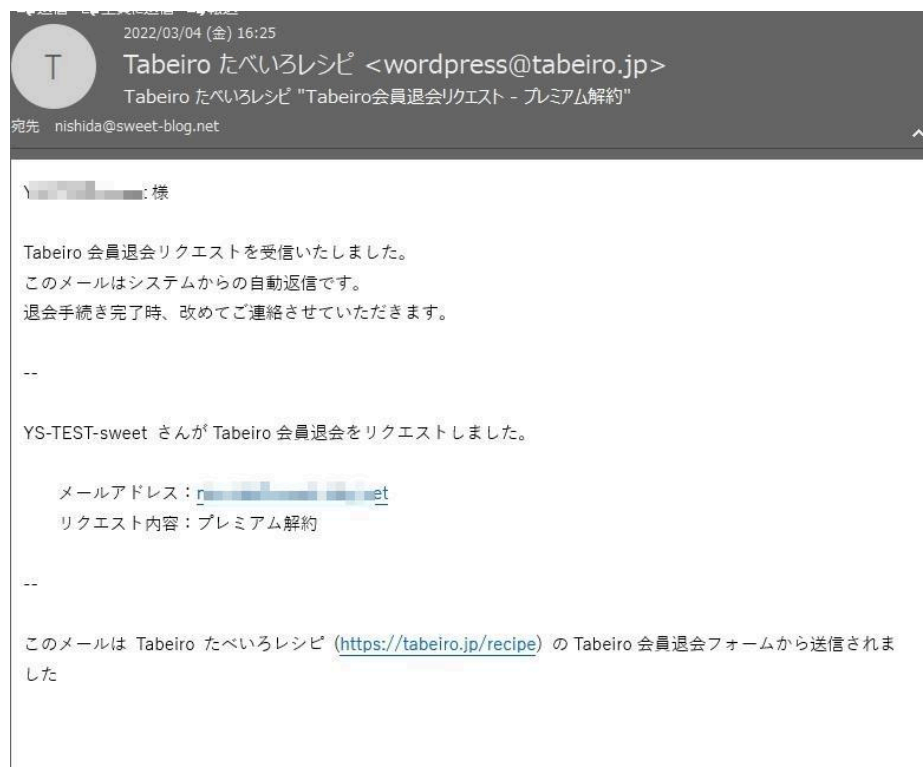 2022/03/04 (金) 16:25
T
Tabeiro たべいろレシピ <wordpress@tabeiro.jp>
Tabeiro たべいろレシピ "Tabeiro会員退会リクエスト - プレミアム解約"
宛先 nishida@sweet-blog.net
様
Tabeiro 会員退会リクエストを受信いたしました。
このメールはシステムからの自動返信です。
退会手続き完了時、改めてご連絡させていただきます。
--
YS-TEST-sweet さんが Tabeiro 会員退会をリクエストしました。
メールアドレス：
リクエスト内容：プレミアム解約
--
このメールは Tabeiro たべいろレシピ (https://tabeiro.jp/recipe) の Tabeiro 会員退会フォームから送信されま
した